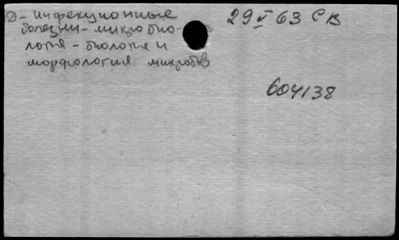 Д-инфекционные
болезни-микробио-
логия-биология и
морфология микробов
29 V 63 СВ
604138